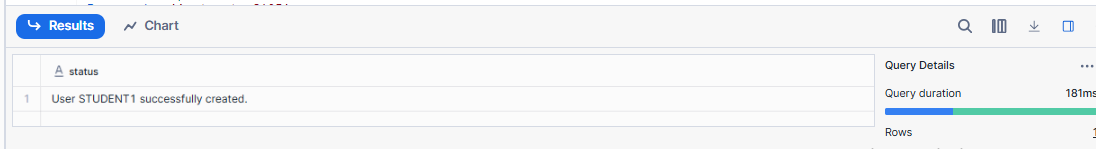 Results
Chart
A status
1 User STUDENT1 successfully created.
Query Details
...
Query duration 181ms
Rows